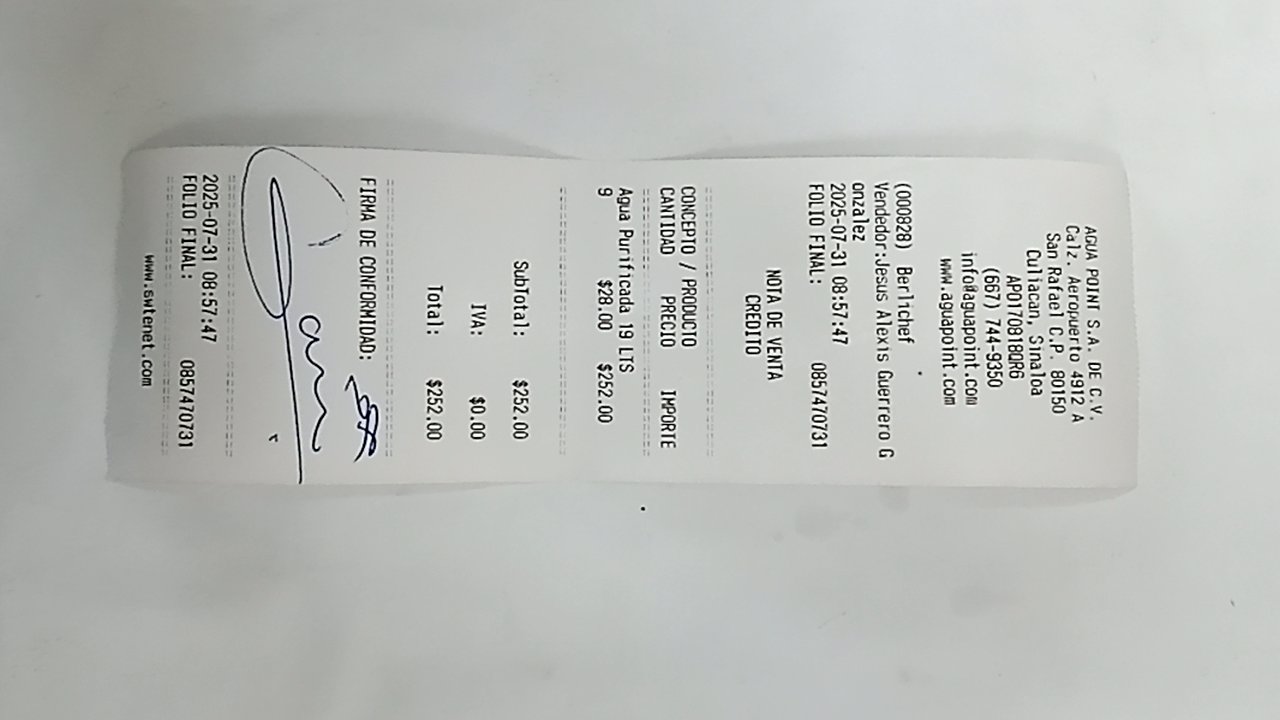 AGUA POINT S.A. DE C.V.
Calz. Aeropuerto 4912 A
San Rafael C.P. 80150
Culiacan, Sinaloa
APO170818QR6
(667) 744-9350
info@aguapoint.com
www.aguapoint.com
(000828) Berlichef
Vendedor:Jesus Alexis Guerrero G
onzalez
2025-07-31 08:57:47
FOLIO FINAL: 0857470731
NOTA DE VENTA
CREDITO
CONCEPTO / PRODUCTO
CANTIDAD PRECIO IMPORTE
Agua Purificada 19 LTS
9 $28.00 $252.00
SubTotal: $252.00
IVA: $0.00
Total: $252.00
FIRMA DE CONFORMIDAD:
2025-07-31 08:57:47
FOLIO FINAL: 0857470731
www.swtenet.com